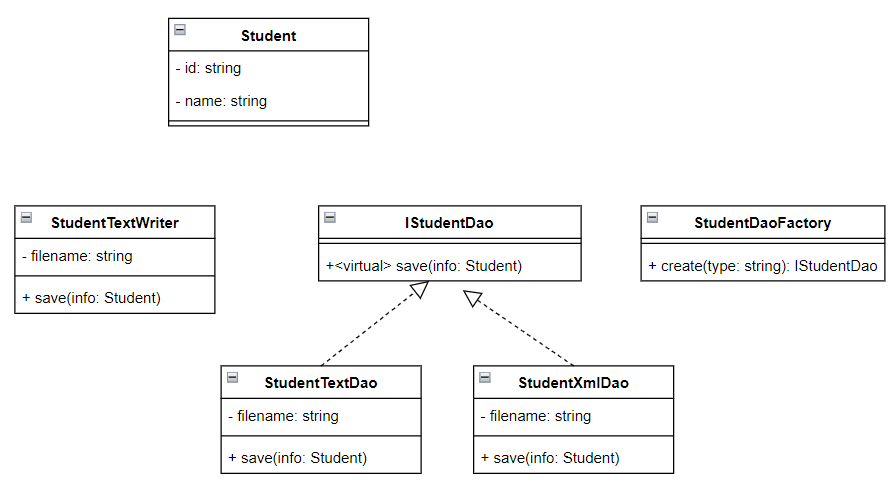 Student
- id: string
- name: string
StudentTextWriter
- filename: string
+ save(info: Student)
IStudentDao
+<virtual> save(info: Student)
StudentDaoFactory
+ create(type: string): IStudentDao
StudentTextDao
- filename: string
+ save(info: Student)
StudentXmlDao
- filename: string
+ save(info: Student)